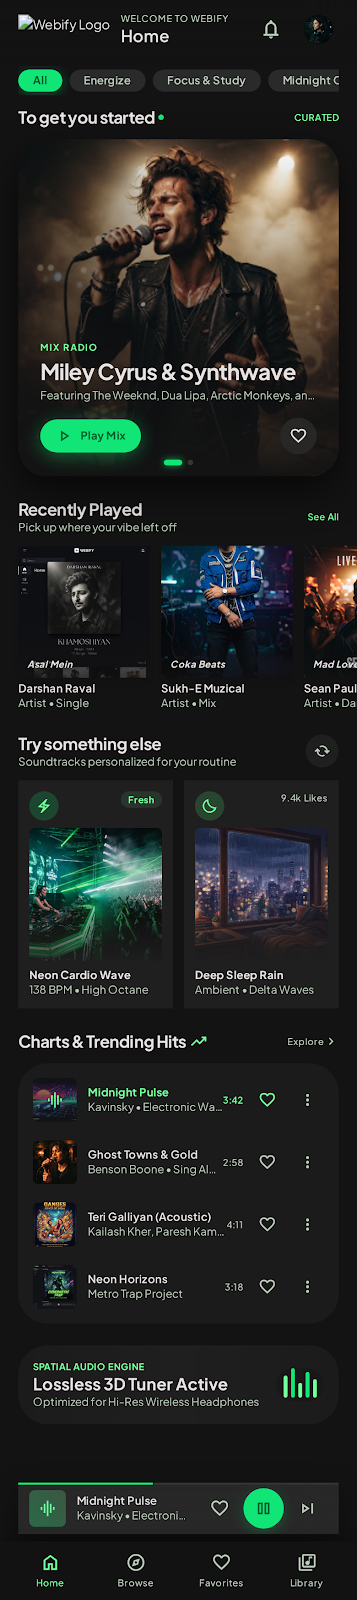 Webify Logo
WELCOME TO WEBIFY
Home
All
Energize
Focus & Study
Midnight C
To get you started
CURATED
MIX RADIO
Miley Cyrus & Synthwave
Featuring The Weeknd, Dua Lipa, Arctic Monkeys, an...
Play Mix
Recently Played
Pick up where your vibe left off
See All
WEBIFY
Home
DARSHAN RAVAL
KHAMOSHIYAN
LIVE
Asal Mein
Coka Beats
Mad Love
Darshan Raval
Artist • Single
Sukh-E Muzical
Artist • Mix
Sean Paul
Artist • Da
Try something else
Soundtracks personalized for your routine
Fresh
9.4k Likes
Neon Cardio Wave
138 BPM • High Octane
Deep Sleep Rain
Ambient • Delta Waves
Charts & Trending Hits
Explore
Midnight Pulse
Kavinsky • Electronic Wa...
3:42
Ghost Towns & Gold
Benson Boone • Sing Al...
2:58
Teri Galliyan (Acoustic)
Kailash Kher, Paresh Kam...
4:11
Neon Horizons
Metro Trap Project
3:18
SPATIAL AUDIO ENGINE
Lossless 3D Tuner Active
Optimized for Hi-Res Wireless Headphones
Midnight Pulse
Kavinsky • Electroni...
Home
Browse
Favorites
Library